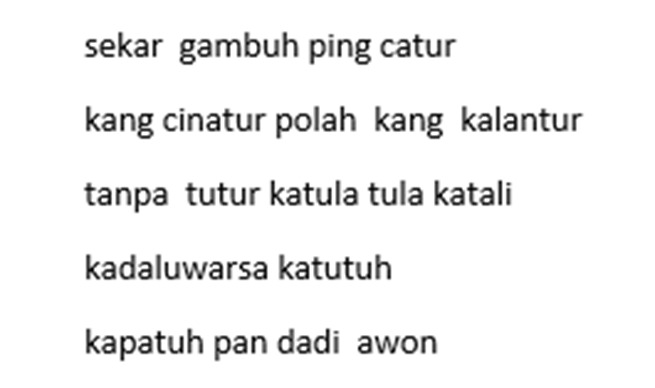 sekar gambuh ping catur
kang cinatur polah kang kalantur
tanpa tutur katula tula katali
kadaluwarsa katutuh
kapatuh pan dadi awon